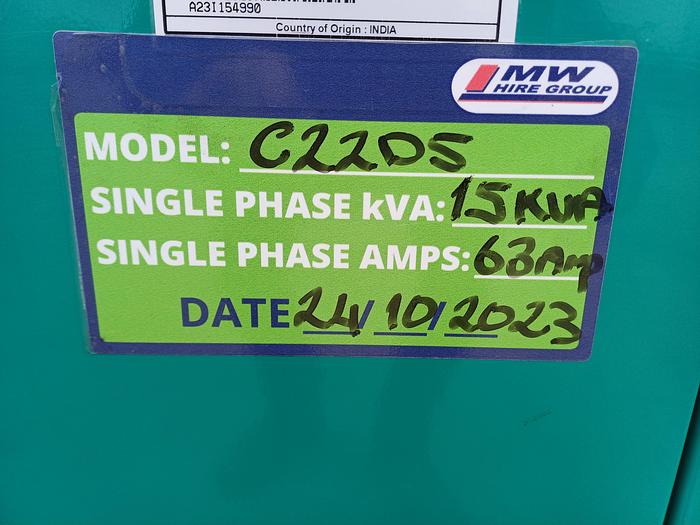 A23I154990
Country of Origin : INDIA
MW
HIRE GROUP
MODEL: C22D5
SINGLE PHASE kVA: 15KVA
SINGLE PHASE AMPS: 63Amp
DATE 24/10/2023